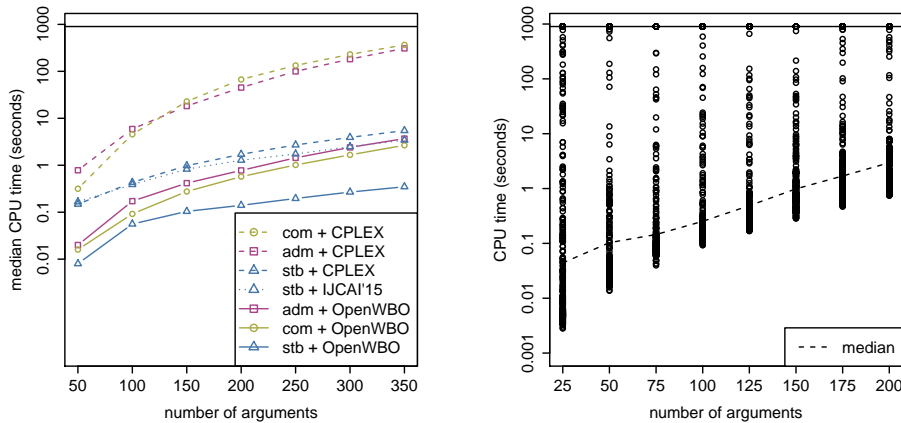 median CPU time (seconds)
1000
100
10
1
0.1
0.01
com + CPLEX
adm + CPLEX
stb + CPLEX
stb + IJCAI'15
adm + OpenWBO
com + OpenWBO
stb + OpenWBO
50 100 150 200 250 300 350
number of arguments
CPU time (seconds)
1000
100
10
1
0.1
0.01
0.001
median
25 50 75 100 125 150 175 200
number of arguments